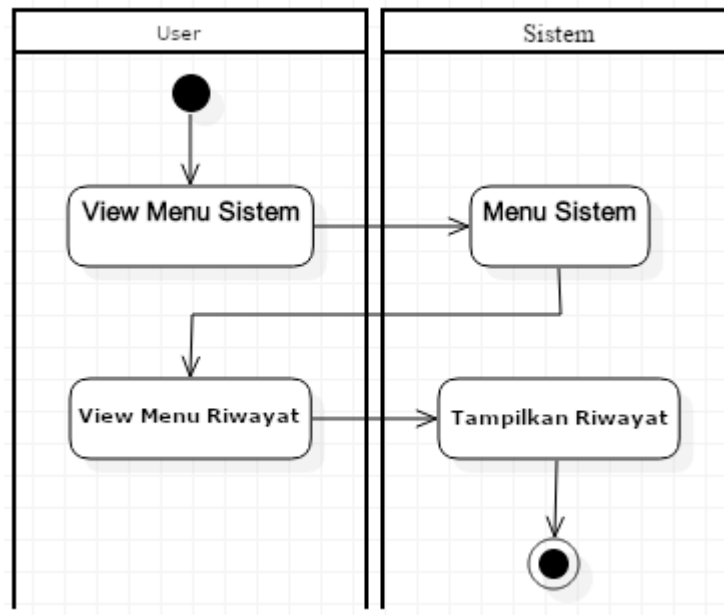 User
Sistem
View Menu Sistem
Menu Sistem
View Menu Riwayat
Tampilkan Riwayat